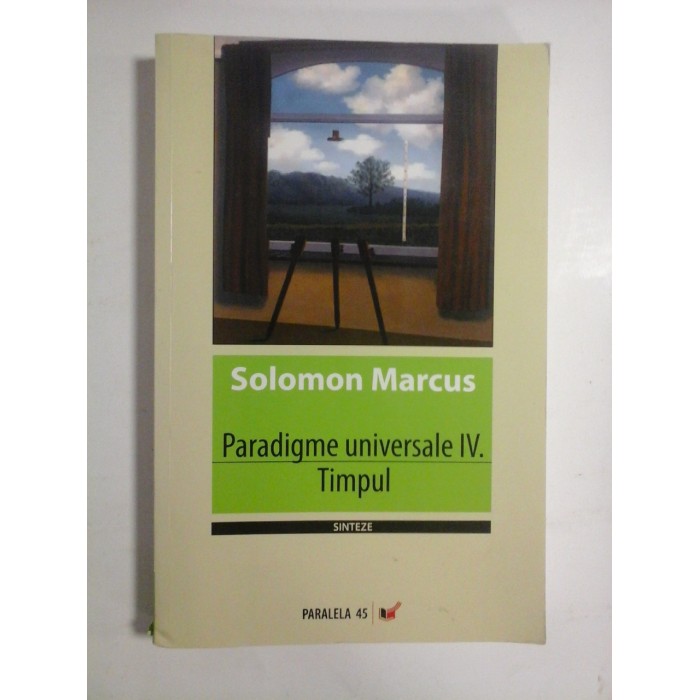 Solomon Marcus
Paradigme universale IV.
Timpul
SINTEZE
PARALELA 45